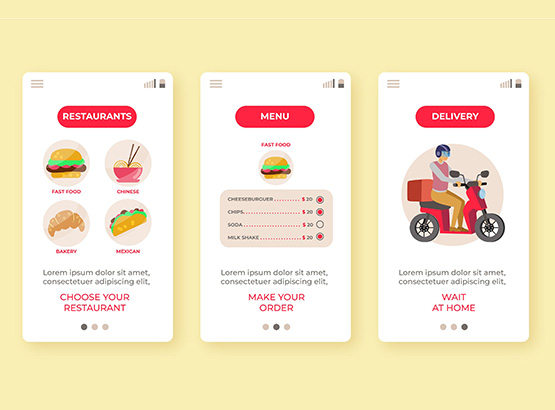 RESTAURANTS
FAST FOOD
CHINESE
BAKERY
MEXICAN
Lorem ipsum dolor sit amet,
consectetuer adipiscing elit,
CHOOSE YOUR
RESTAURANT
MENU
FAST FOOD
CHEESEBURGUER ............ $ 20
CHIPS. ............ $ 20
SODA ............ $ 20
MILK SHAKE ............ $ 20
Lorem ipsum dolor sit amet,
consectetuer adipiscing elit,
MAKE YOUR
ORDER
DELIVERY
Lorem ipsum dolor sit amet,
consectetuer adipiscing elit,
WAIT
AT HOME